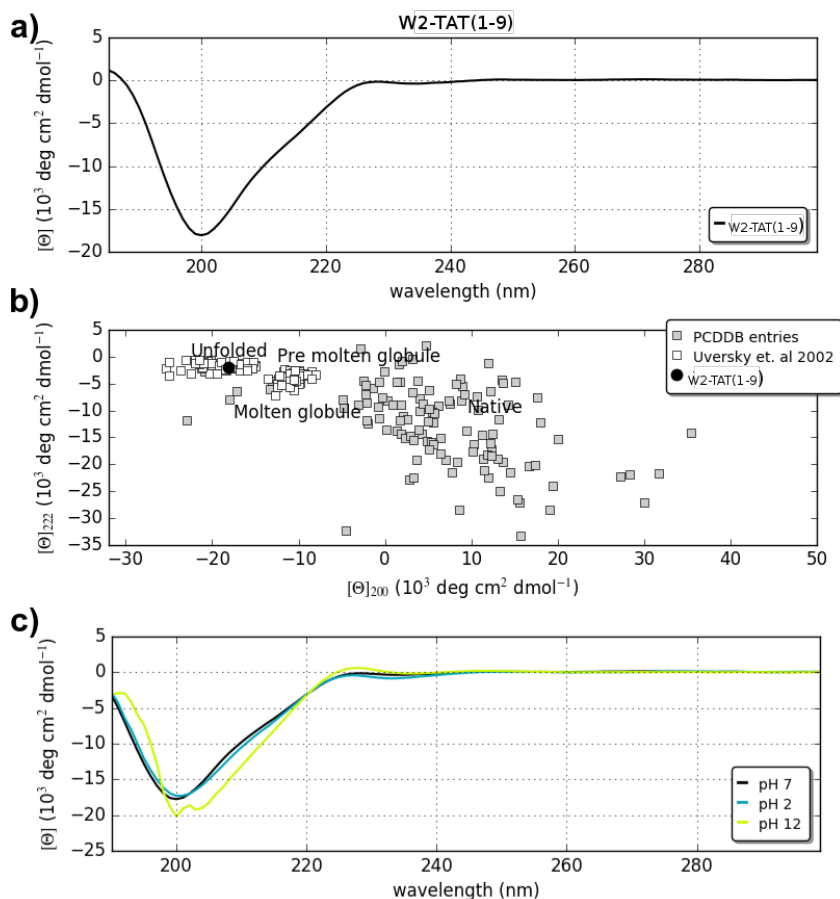 a)
W2-TAT(1-9)
5
0
−5
−10
−15
−20
[Θ] (10³ deg cm² dmol⁻¹)
W2-TAT(1-9)
200 220 240 260 280
wavelength (nm)
b)
5
0
−5
−10
−15
−20
−25
−30
−35
[Θ]₂₂₂ (10³ deg cm² dmol⁻¹)
Unfolded
Pre molten globule
Molten globule
Native
PCDDB entries
Uversky et. al 2002
W2-TAT(1-9)
−30 −20 −10 0 10 20 30 40 50
[Θ]₂₀₀ (10³ deg cm² dmol⁻¹)
c)
5
0
−5
−10
−15
−20
−25
[Θ] (10³ deg cm² dmol⁻¹)
pH 7
pH 2
pH 12
200 220 240 260 280
wavelength (nm)